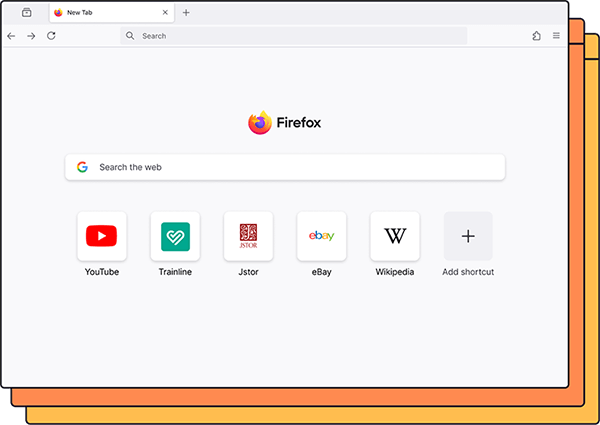 New Tab
Search
Firefox
Search the web
JSTOR
ebay
W
YouTube
Trainline
Jstor
eBay
Wikipedia
Add shortcut